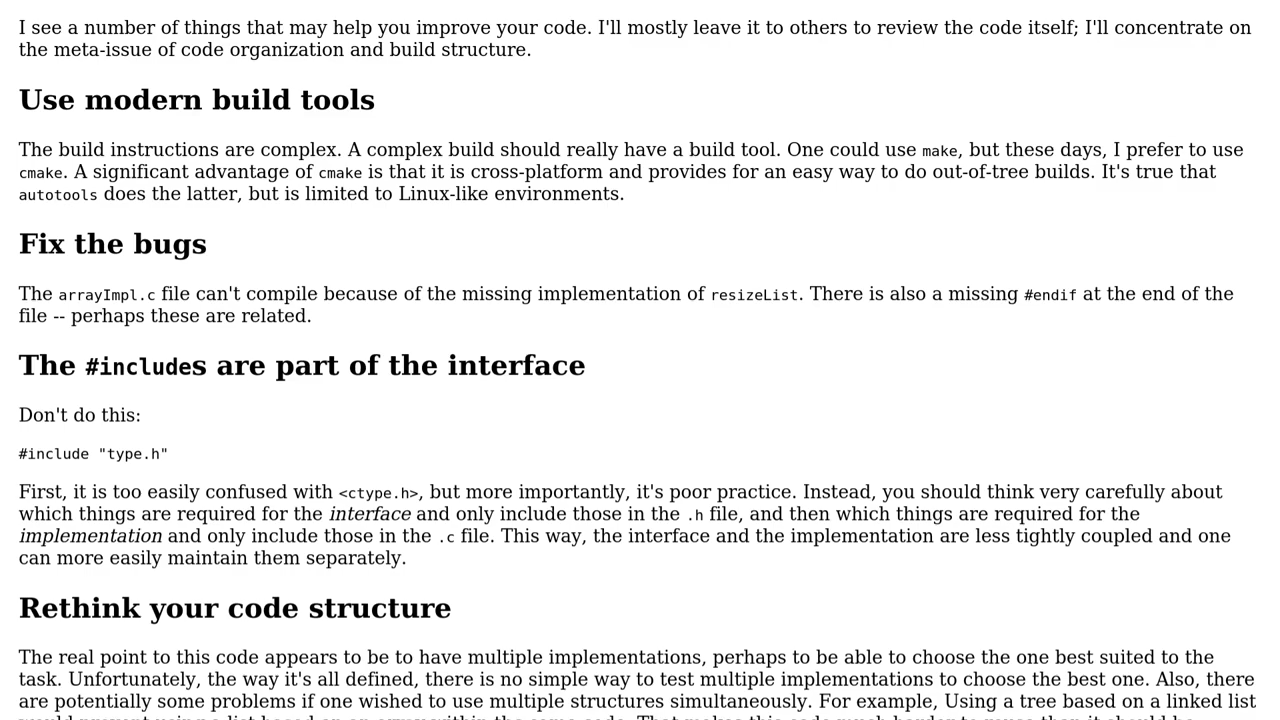 I see a number of things that may help you improve your code. I'll mostly leave it to others to review the code itself; I'll concentrate on
the meta-issue of code organization and build structure.
Use modern build tools
The build instructions are complex. A complex build should really have a build tool. One could use make, but these days, I prefer to use
cmake. A significant advantage of cmake is that it is cross-platform and provides for an easy way to do out-of-tree builds. It's true that
autotools does the latter, but is limited to Linux-like environments.
Fix the bugs
The arrayImpl.c file can't compile because of the missing implementation of resizeList. There is also a missing #endif at the end of the
file -- perhaps these are related.
The #includes are part of the interface
Don't do this:
#include "type.h"
First, it is too easily confused with <ctype.h>, but more importantly, it's poor practice. Instead, you should think very carefully about
which things are required for the interface and only include those in the .h file, and then which things are required for the
implementation and only include those in the .c file. This way, the interface and the implementation are less tightly coupled and one
can more easily maintain them separately.
Rethink your code structure
The real point to this code appears to be to have multiple implementations, perhaps to be able to choose the one best suited to the
task. Unfortunately, the way it's all defined, there is no simple way to test multiple implementations to choose the best one. Also, there
are potentially some problems if one wished to use multiple structures simultaneously. For example, Using a tree based on a linked list